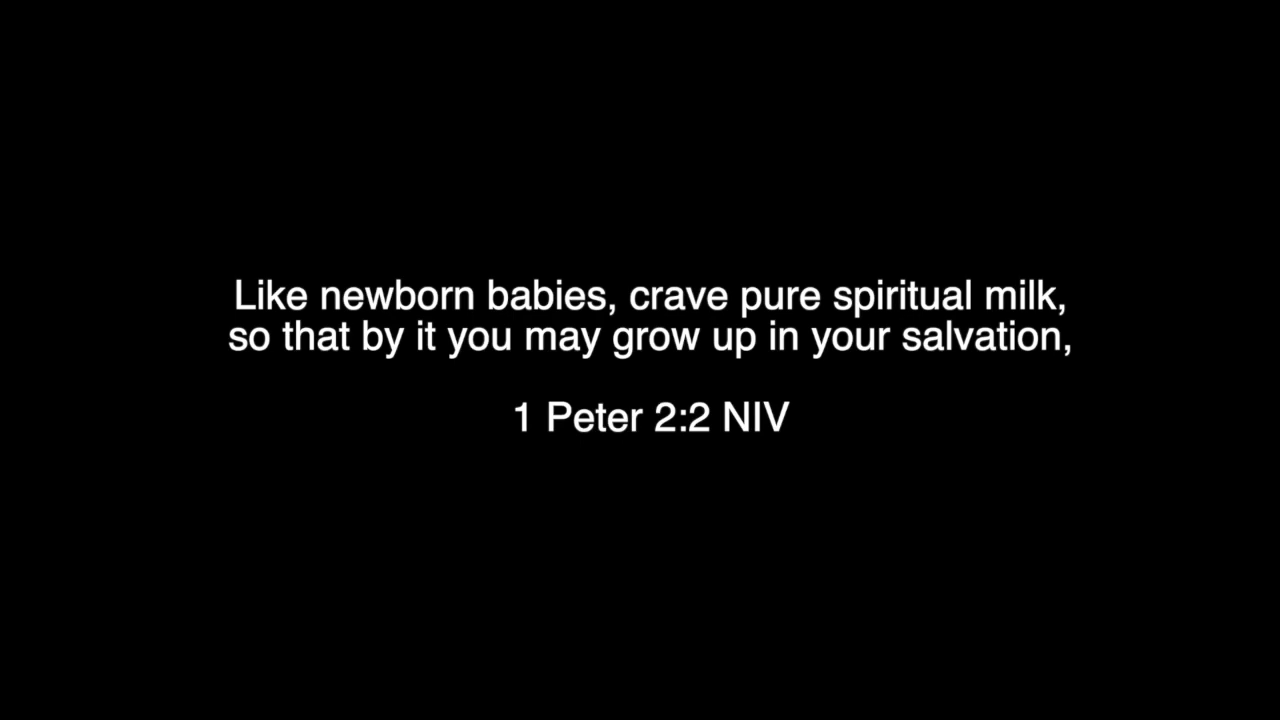 Like newborn babies, crave pure spiritual milk,
so that by it you may grow up in your salvation,
1 Peter 2:2 NIV